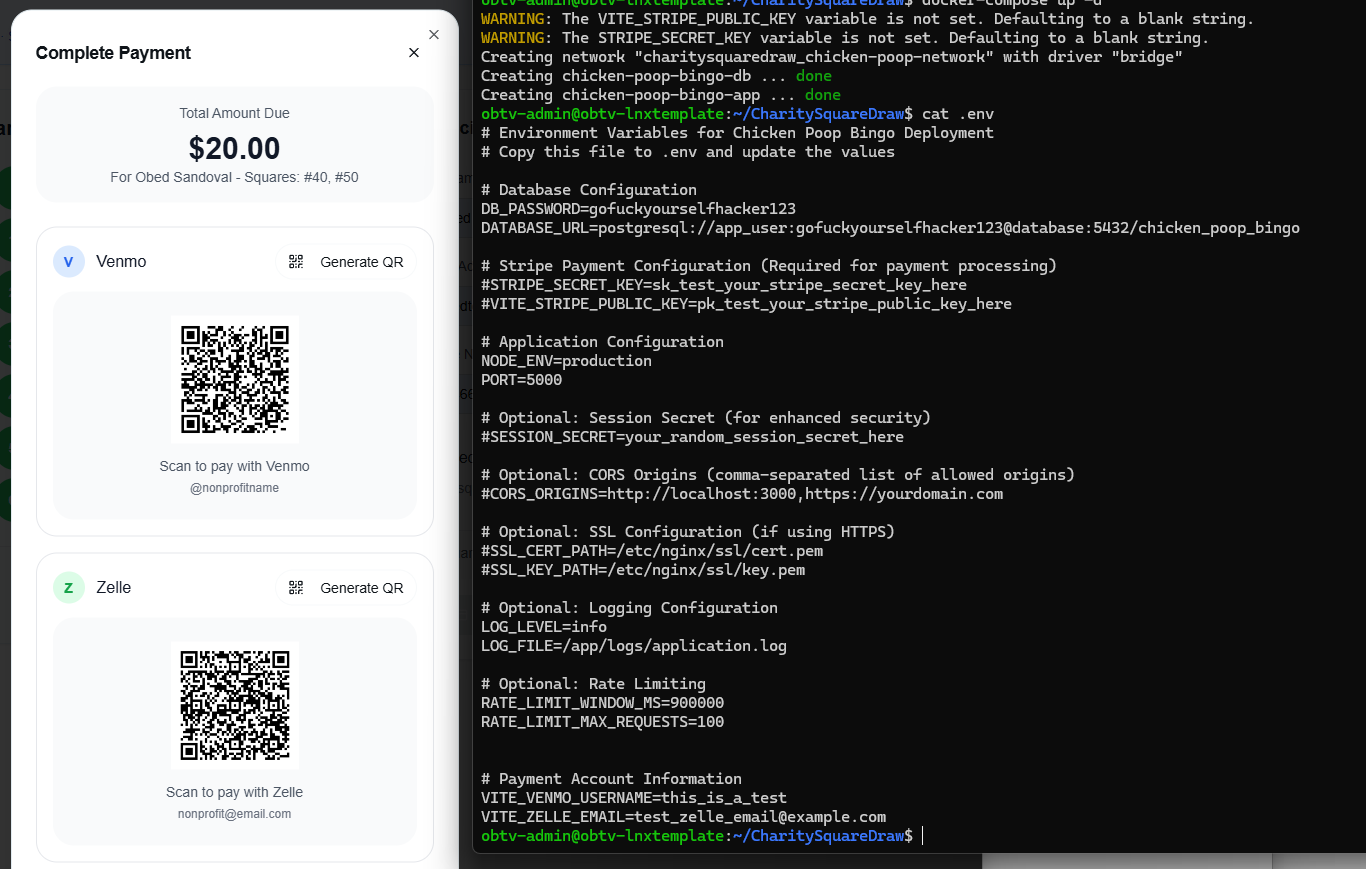 Complete Payment
Total Amount Due
$20.00
For Obed Sandoval - Squares: #40, #50
V Venmo Generate QR
Scan to pay with Venmo
@nonprofitname
Z Zelle Generate QR
Scan to pay with Zelle
nonprofit@email.com
obtv-admin@obtv-lnxtemplate:~/CharitySquareDraw$ docker-compose up -d
WARNING: The VITE_STRIPE_PUBLIC_KEY variable is not set. Defaulting to a blank string.
WARNING: The STRIPE_SECRET_KEY variable is not set. Defaulting to a blank string.
Creating network "charitysquaredraw_chicken-poop-network" with driver "bridge"
Creating chicken-poop-bingo-db ... done
Creating chicken-poop-bingo-app ... done
obtv-admin@obtv-lnxtemplate:~/CharitySquareDraw$ cat .env
# Environment Variables for Chicken Poop Bingo Deployment
# Copy this file to .env and update the values
# Database Configuration
DB_PASSWORD=gofuckyourselfhacker123
DATABASE_URL=postgresql://app_user:gofuckyourselfhacker123@database:5432/chicken_poop_bingo
# Stripe Payment Configuration (Required for payment processing)
#STRIPE_SECRET_KEY=sk_test_your_stripe_secret_key_here
#VITE_STRIPE_PUBLIC_KEY=pk_test_your_stripe_public_key_here
# Application Configuration
NODE_ENV=production
PORT=5000
# Optional: Session Secret (for enhanced security)
#SESSION_SECRET=your_random_session_secret_here
# Optional: CORS Origins (comma-separated list of allowed origins)
#CORS_ORIGINS=http://localhost:3000,https://yourdomain.com
# Optional: SSL Configuration (if using HTTPS)
#SSL_CERT_PATH=/etc/nginx/ssl/cert.pem
#SSL_KEY_PATH=/etc/nginx/ssl/key.pem
# Optional: Logging Configuration
LOG_LEVEL=info
LOG_FILE=/app/logs/application.log
# Optional: Rate Limiting
RATE_LIMIT_WINDOW_MS=900000
RATE_LIMIT_MAX_REQUESTS=100
# Payment Account Information
VITE_VENMO_USERNAME=this_is_a_test
VITE_ZELLE_EMAIL=test_zelle_email@example.com
obtv-admin@obtv-lnxtemplate:~/CharitySquareDraw$